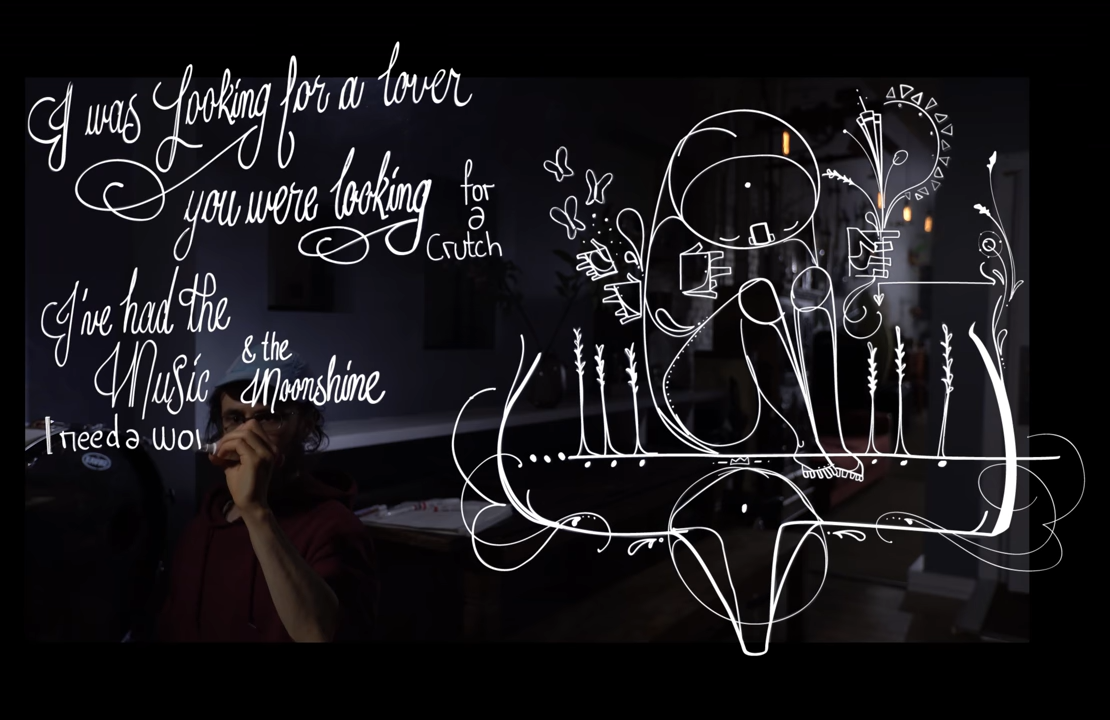 I was Looking for a lover
you were looking for
a
Crutch
I've had the
Music & the
Moonshine
I need a